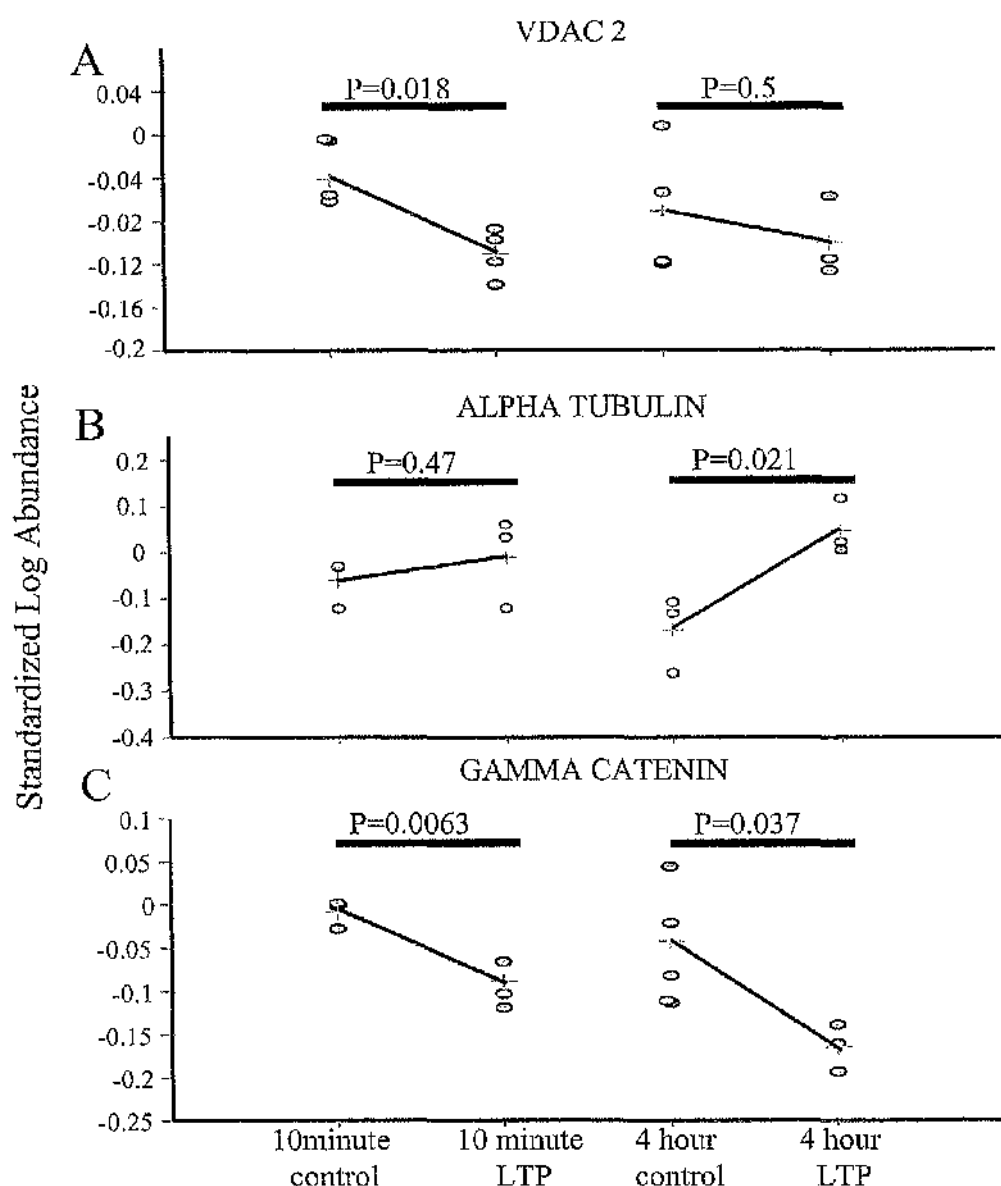 VDAC 2
A
P=0.018 P=0.5
0.04
0
-0.04
-0.02
-0.12
-0.16
-0.2
Standardized Log Abundance
ALPHA TUBULIN
B
P=0.47 P=0.021
0.2
0.1
0
-0.1
-0.2
-0.3
-0.4
GAMMA CATENIN
C
P=0.0063 P=0.037
0.1
0.05
0
-0.05
-0.1
-0.15
-0.2
-0.25
10minute 10 minute 4 hour 4 hour
control LTP control LTP